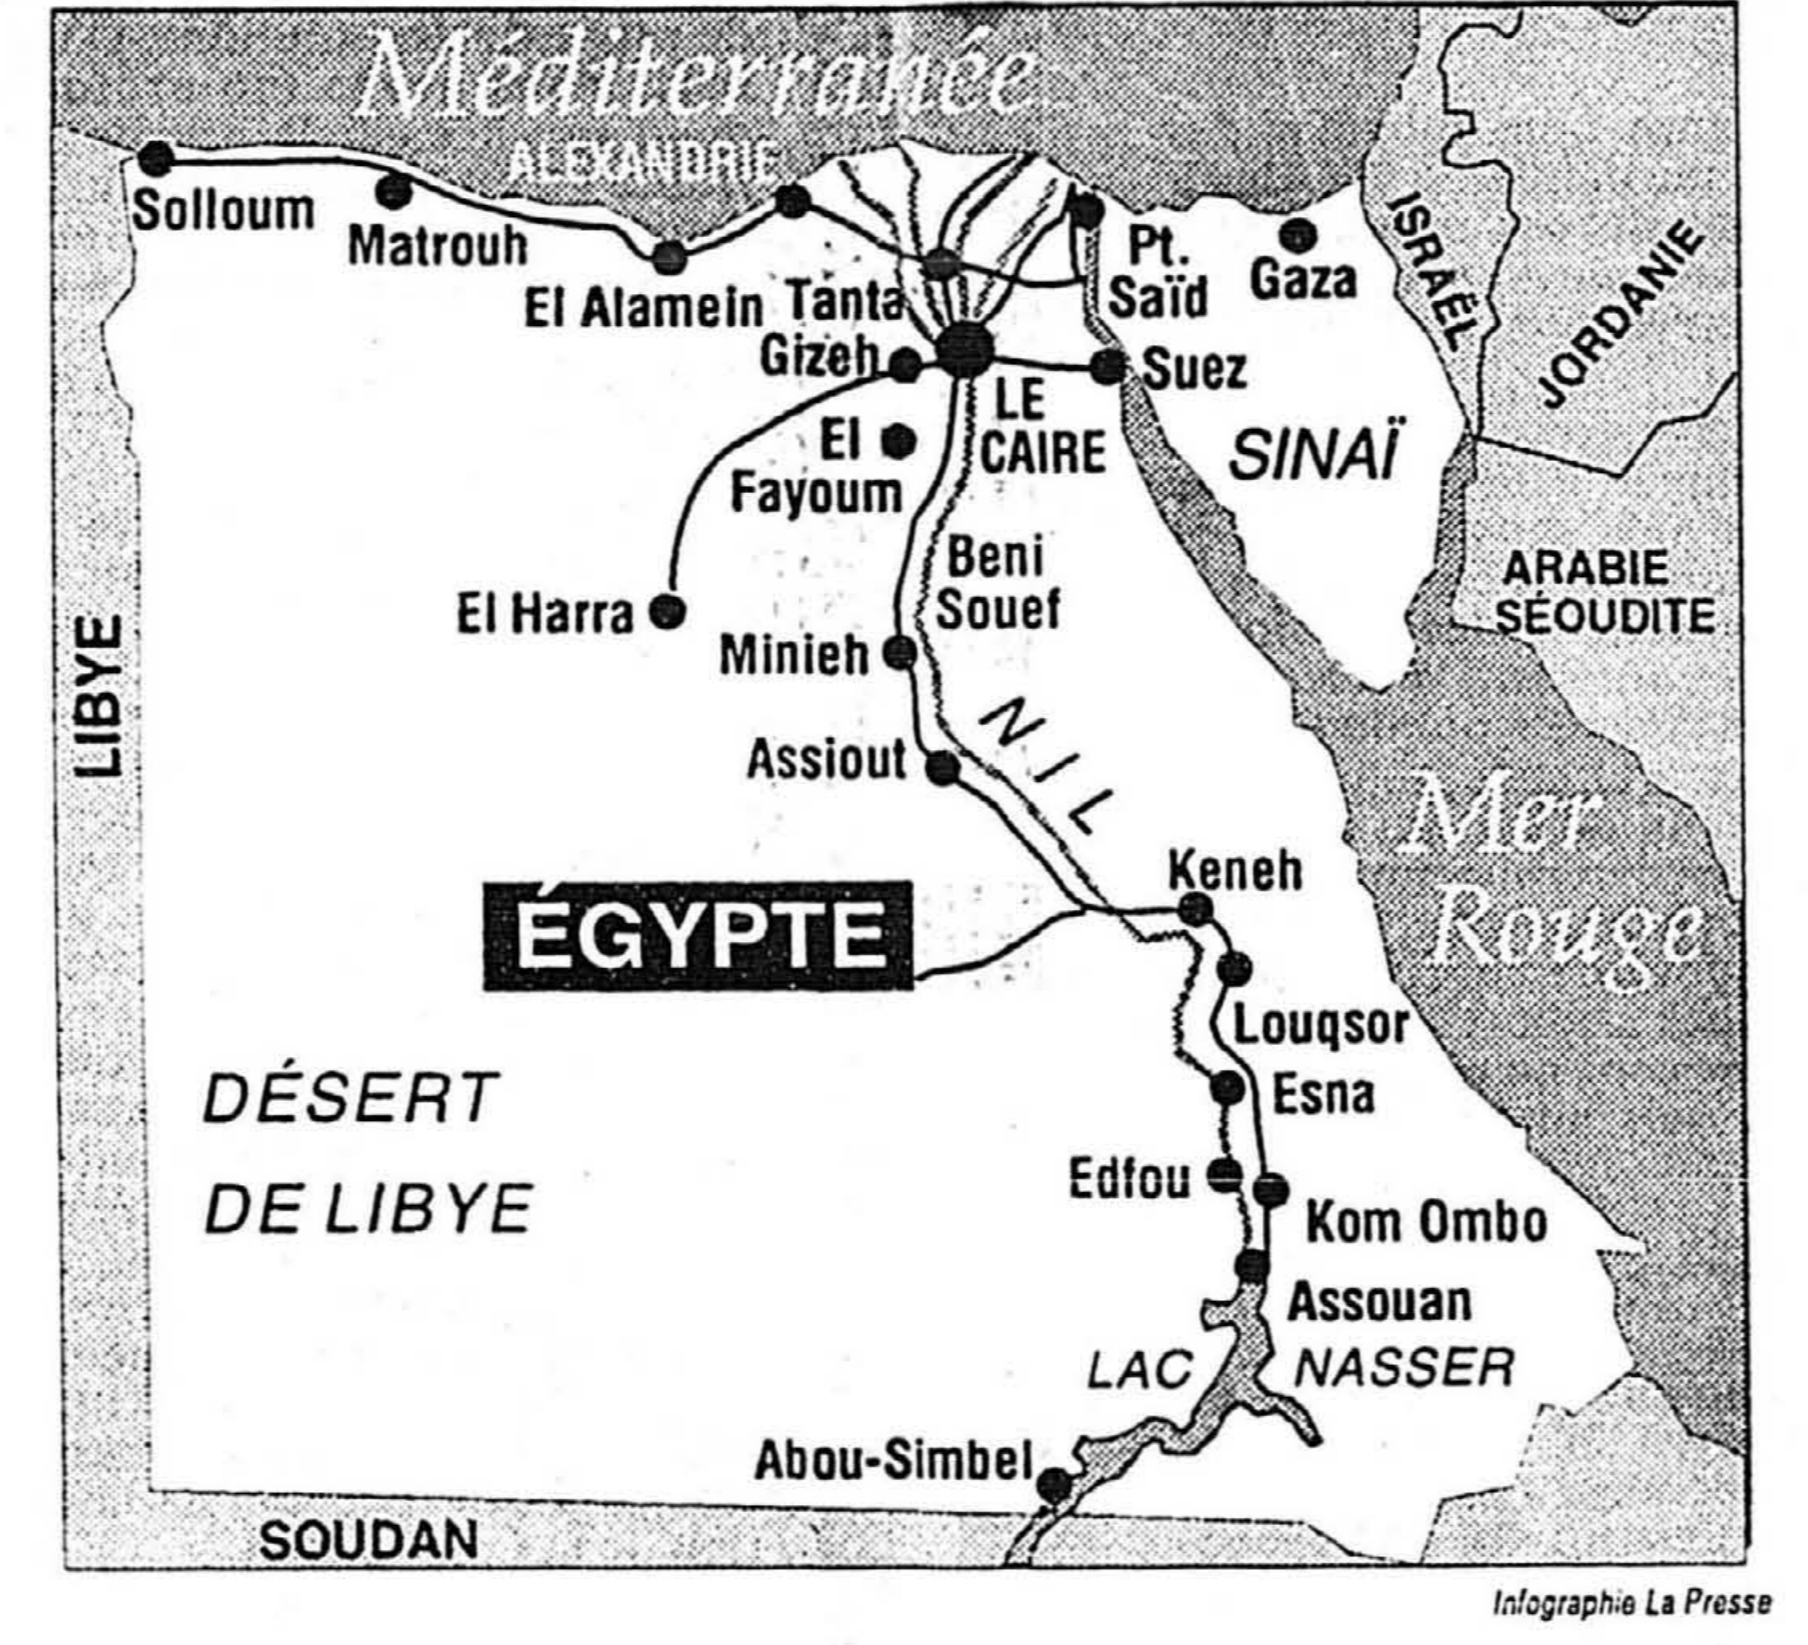 Méditerranée
ALEXANDRIE
Solloum
Matrouh
El Alamein
Tanta
Pt.
Saïd
Gaza
ISRAËL
JORDANIE
Gizeh
Suez
LE
CAIRE
El
Fayoum
SINAÏ
Beni
Souef
ARABIE
SÉOUDITE
El Harra
Minieh
LIBYE
NIL
Assiout
Mer
Rouge
Keneh
ÉGYPTE
Louqsor
DÉSERT
DE LIBYE
Esna
Edfou
Kom Ombo
Assouan
LAC NASSER
Abou-Simbel
SOUDAN
Infographie La Presse